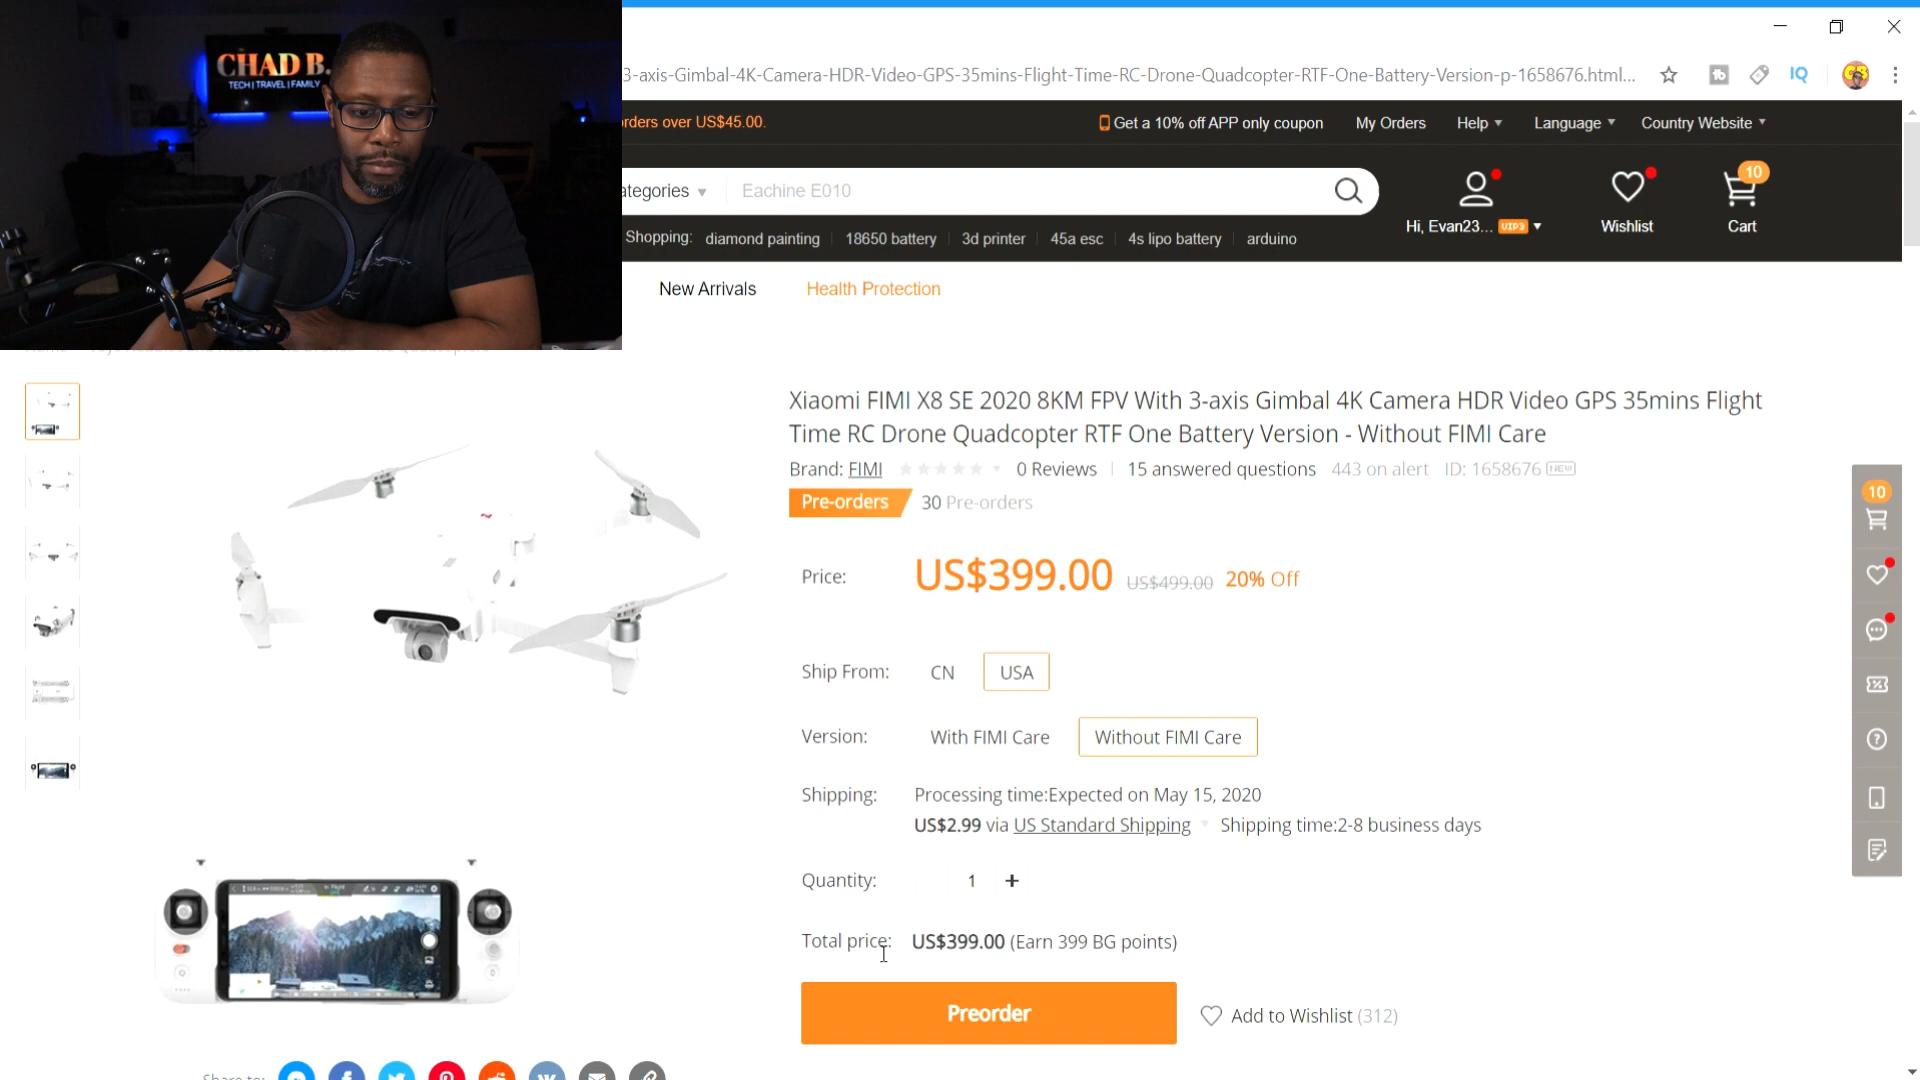 CHAD B.
TECH | TRAVEL | FAMILY
3-axis-Gimbal-4K-Camera-HDR-Video-GPS-35mins-Flight-Time-RC-Drone-Quadcopter-RTF-One-Battery-Version-p-1658676.html...
IQ
orders over US$45.00.
Get a 10% off APP only coupon
My Orders
Help
Language
Country Website
ategories
Eachine E010
10
Hi, Evan23...
VIP3
Wishlist
Cart
Shopping:
diamond painting
18650 battery
3d printer
45a esc
4s lipo battery
arduino
New Arrivals
Health Protection
Xiaomi FIMI X8 SE 2020 8KM FPV With 3-axis Gimbal 4K Camera HDR Video GPS 35mins Flight
Time RC Drone Quadcopter RTF One Battery Version - Without FIMI Care
Brand: FIMI
0 Reviews
15 answered questions
443 on alert
ID: 1658676
NEW
10
Pre-orders
30 Pre-orders
Price:
US$399.00
US$499.00
20% Off
Ship From:
CN
USA
Version:
With FIMI Care
Without FIMI Care
Shipping:
Processing time:Expected on May 15, 2020
US$2.99 via US Standard Shipping
Shipping time:2-8 business days
Quantity:
1
+
Total price:
US$399.00 (Earn 399 BG points)
Preorder
Add to Wishlist (312)
Share to: